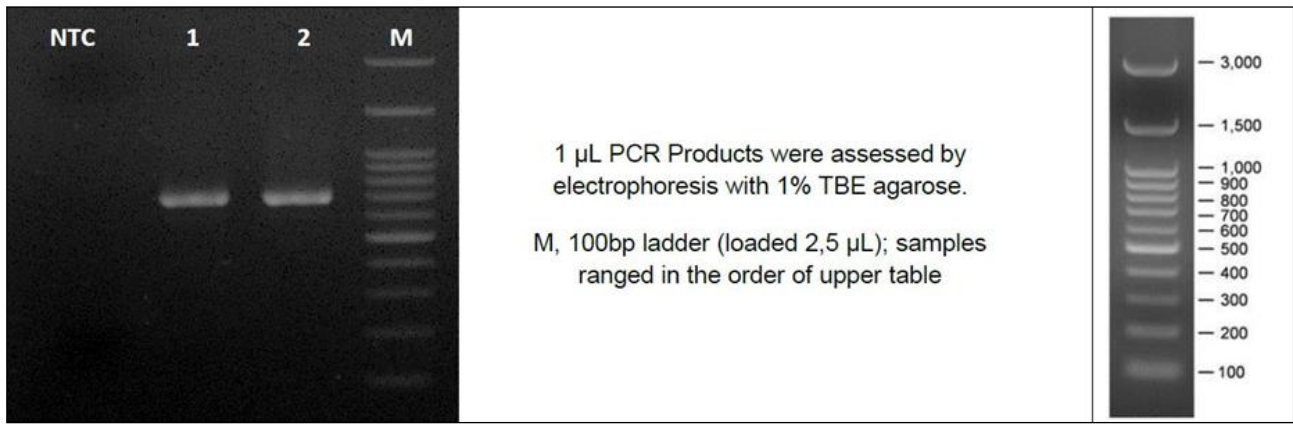 NTC 1 2 M
1 µL PCR Products were assessed by
electrophoresis with 1% TBE agarose.
M, 100bp ladder (loaded 2,5 µL); samples
ranged in the order of upper table
3,000
1,500
1,000
900
800
700
600
500
400
300
200
100